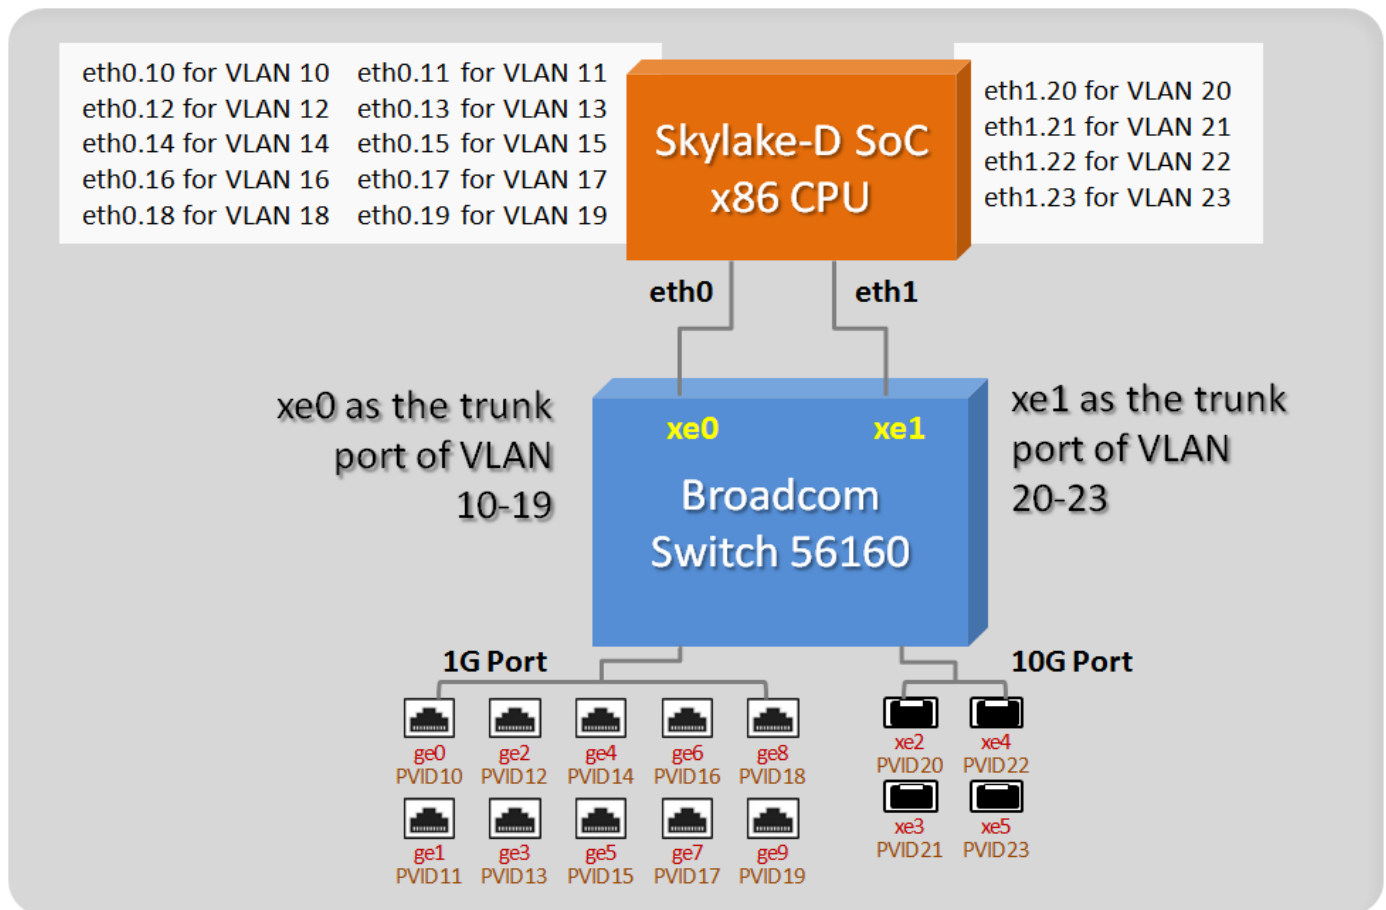 eth0.10 for VLAN 10 eth0.11 for VLAN 11
eth0.12 for VLAN 12 eth0.13 for VLAN 13
eth0.14 for VLAN 14 eth0.15 for VLAN 15
eth0.16 for VLAN 16 eth0.17 for VLAN 17
eth0.18 for VLAN 18 eth0.19 for VLAN 19
Skylake-D SoC
x86 CPU
eth1.20 for VLAN 20
eth1.21 for VLAN 21
eth1.22 for VLAN 22
eth1.23 for VLAN 23
eth0 eth1
xe0 as the trunk
port of VLAN
10-19
xe0 xe1
Broadcom
Switch 56160
xe1 as the trunk
port of VLAN
20-23
1G Port
ge0 ge2 ge4 ge6 ge8
PVID10 PVID12 PVID14 PVID16 PVID18
ge1 ge3 ge5 ge7 ge9
PVID11 PVID13 PVID15 PVID17 PVID19
10G Port
xe2 xe4
PVID20 PVID22
xe3 xe5
PVID21 PVID23